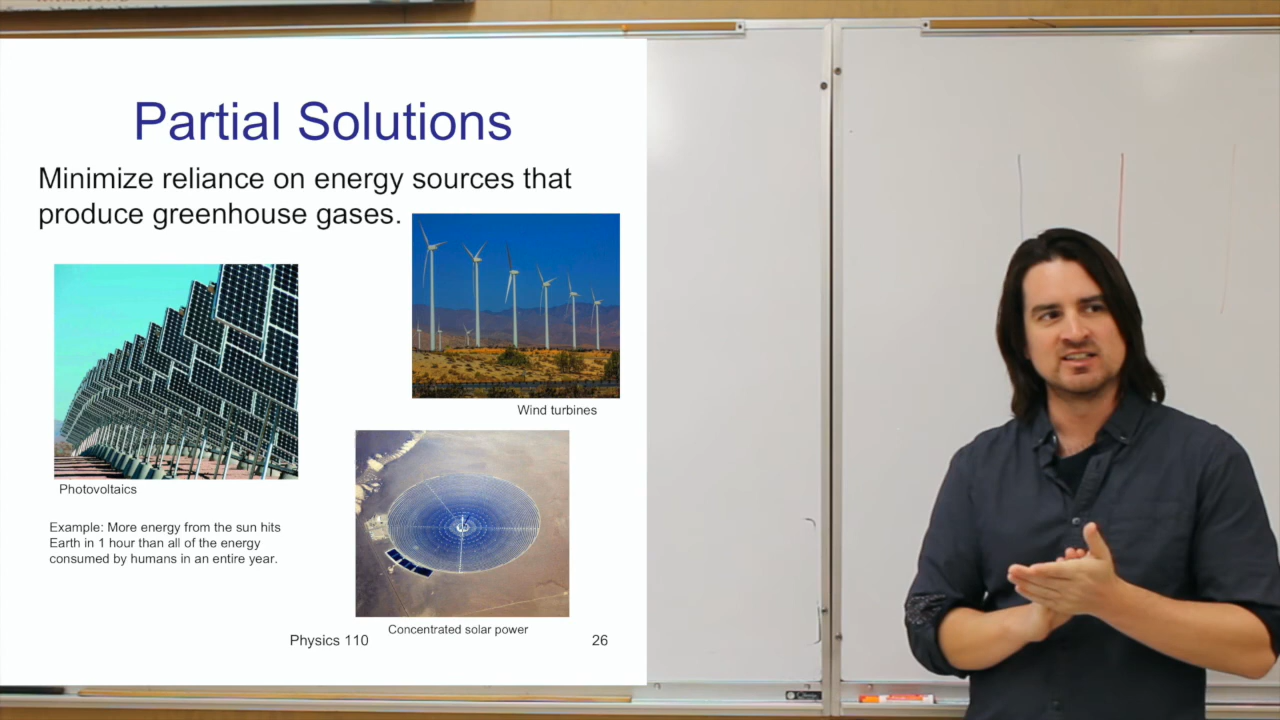 Partial Solutions
Minimize reliance on energy sources that
produce greenhouse gases.
Wind turbines
Photovoltaics
Example: More energy from the sun hits
Earth in 1 hour than all of the energy
consumed by humans in an entire year.
Concentrated solar power
Physics 110
26